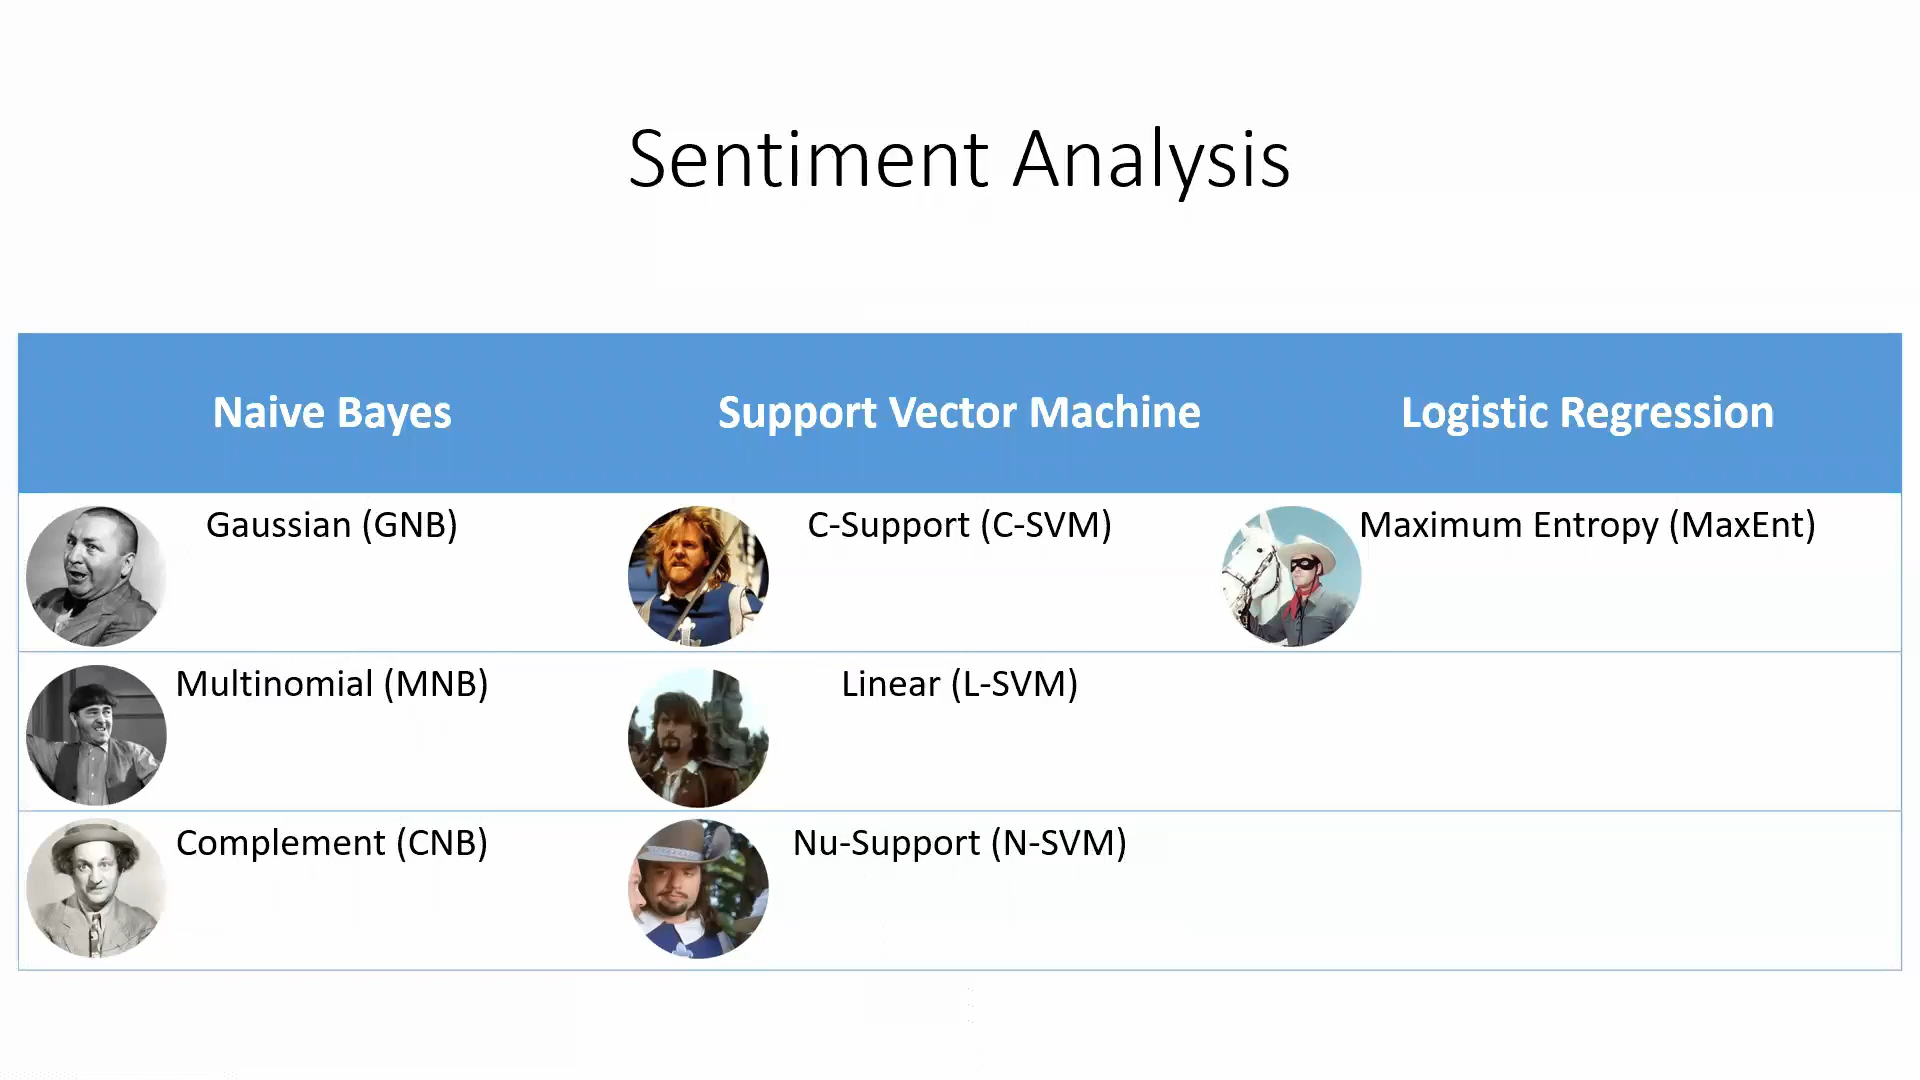 Sentiment Analysis
Naive Bayes
Support Vector Machine
Logistic Regression
Gaussian (GNB)
C-Support (C-SVM)
Maximum Entropy (MaxEnt)
Multinomial (MNB)
Linear (L-SVM)
Complement (CNB)
Nu-Support (N-SVM)